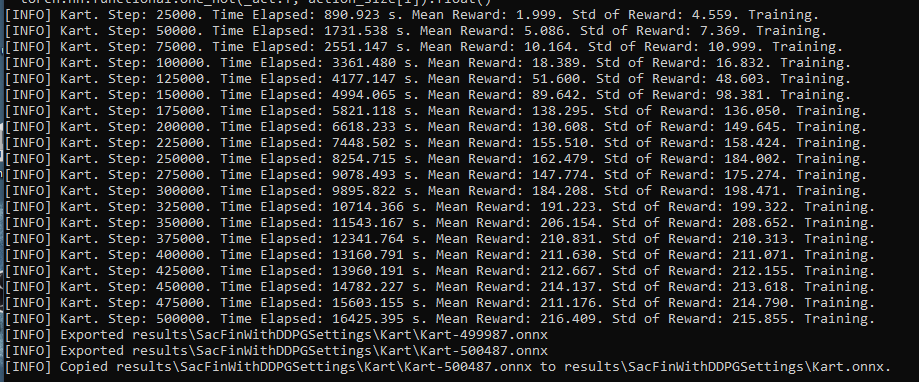 torch.nn.functional.one_hot(_act.T, action_size[i]).float()
[INFO] Kart. Step: 25000. Time Elapsed: 890.923 s. Mean Reward: 1.999. Std of Reward: 4.559. Training.
[INFO] Kart. Step: 50000. Time Elapsed: 1731.538 s. Mean Reward: 5.086. Std of Reward: 7.369. Training.
[INFO] Kart. Step: 75000. Time Elapsed: 2551.147 s. Mean Reward: 10.164. Std of Reward: 10.999. Training.
[INFO] Kart. Step: 100000. Time Elapsed: 3361.480 s. Mean Reward: 18.389. Std of Reward: 16.832. Training.
[INFO] Kart. Step: 125000. Time Elapsed: 4177.147 s. Mean Reward: 51.600. Std of Reward: 48.603. Training.
[INFO] Kart. Step: 150000. Time Elapsed: 4994.065 s. Mean Reward: 89.642. Std of Reward: 98.381. Training.
[INFO] Kart. Step: 175000. Time Elapsed: 5821.118 s. Mean Reward: 138.295. Std of Reward: 136.050. Training.
[INFO] Kart. Step: 200000. Time Elapsed: 6618.233 s. Mean Reward: 130.608. Std of Reward: 149.645. Training.
[INFO] Kart. Step: 225000. Time Elapsed: 7448.502 s. Mean Reward: 155.510. Std of Reward: 158.424. Training.
[INFO] Kart. Step: 250000. Time Elapsed: 8254.715 s. Mean Reward: 162.479. Std of Reward: 184.002. Training.
[INFO] Kart. Step: 275000. Time Elapsed: 9078.493 s. Mean Reward: 147.774. Std of Reward: 175.274. Training.
[INFO] Kart. Step: 300000. Time Elapsed: 9895.822 s. Mean Reward: 184.208. Std of Reward: 198.471. Training.
[INFO] Kart. Step: 325000. Time Elapsed: 10714.366 s. Mean Reward: 191.223. Std of Reward: 199.322. Training.
[INFO] Kart. Step: 350000. Time Elapsed: 11543.167 s. Mean Reward: 206.154. Std of Reward: 208.652. Training.
[INFO] Kart. Step: 375000. Time Elapsed: 12341.764 s. Mean Reward: 210.831. Std of Reward: 210.313. Training.
[INFO] Kart. Step: 400000. Time Elapsed: 13160.791 s. Mean Reward: 211.630. Std of Reward: 211.071. Training.
[INFO] Kart. Step: 425000. Time Elapsed: 13960.191 s. Mean Reward: 212.667. Std of Reward: 212.155. Training.
[INFO] Kart. Step: 450000. Time Elapsed: 14782.227 s. Mean Reward: 214.137. Std of Reward: 213.618. Training.
[INFO] Kart. Step: 475000. Time Elapsed: 15603.155 s. Mean Reward: 211.176. Std of Reward: 214.790. Training.
[INFO] Kart. Step: 500000. Time Elapsed: 16425.395 s. Mean Reward: 216.409. Std of Reward: 215.855. Training.
[INFO] Exported results\SacFinWithDDPGSettings\Kart\Kart-499987.onnx
[INFO] Exported results\SacFinWithDDPGSettings\Kart\Kart-500487.onnx
[INFO] Copied results\SacFinWithDDPGSettings\Kart\Kart-500487.onnx to results\SacFinWithDDPGSettings\Kart.onnx.